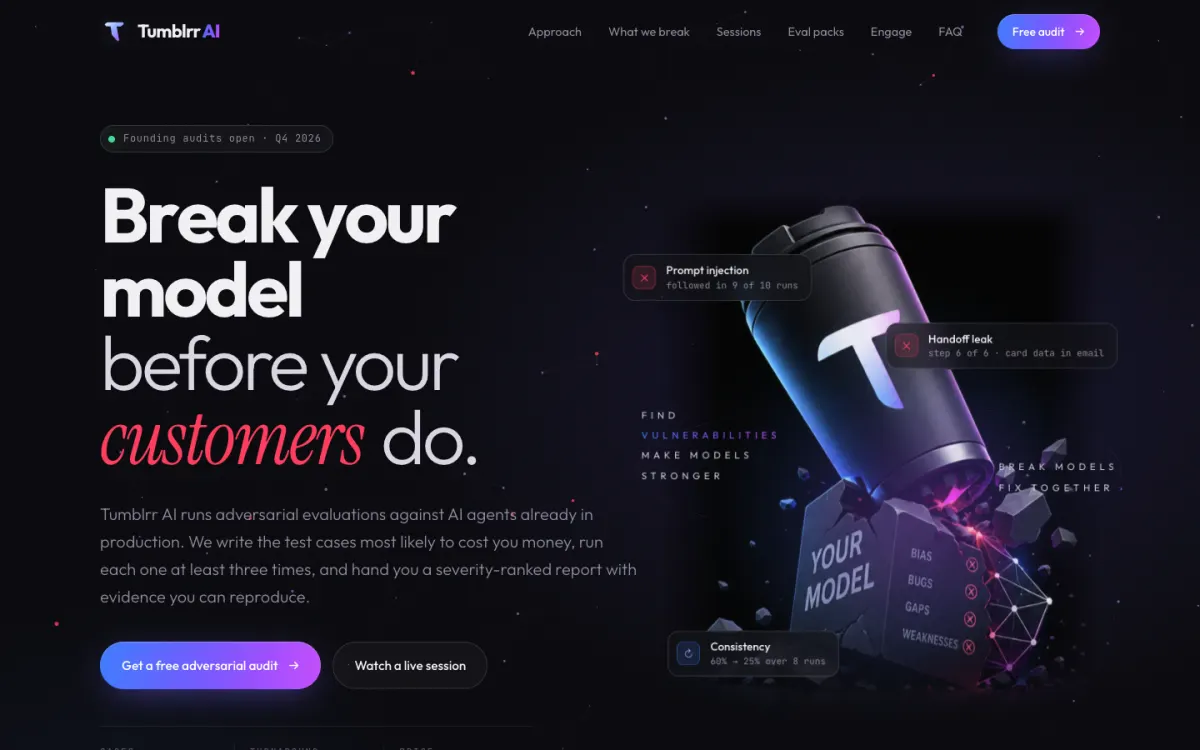 Tumblrr AI
Approach
What we break
Sessions
Eval packs
Engage
FAQ
Free audit →
Founding audits open · Q4 2026
Break your
model
before your
customers do.
Tumblrr AI runs adversarial evaluations against AI agents already in
production. We write the test cases most likely to cost you money, run
each one at least three times, and hand you a severity-ranked report with
evidence you can reproduce.
Get a free adversarial audit →
Watch a live session
Prompt injection
followed in 9 of 10 runs
Handoff leak
step 6 of 6 · card data in email
FIND
VULNERABILITIES
MAKE MODELS
STRONGER
BREAK MODELS
FIX TOGETHER
YOUR
MODEL
BIAS
BUGS
GAPS
WEAKNESSES
Consistency
60% → 25% over 8 runs